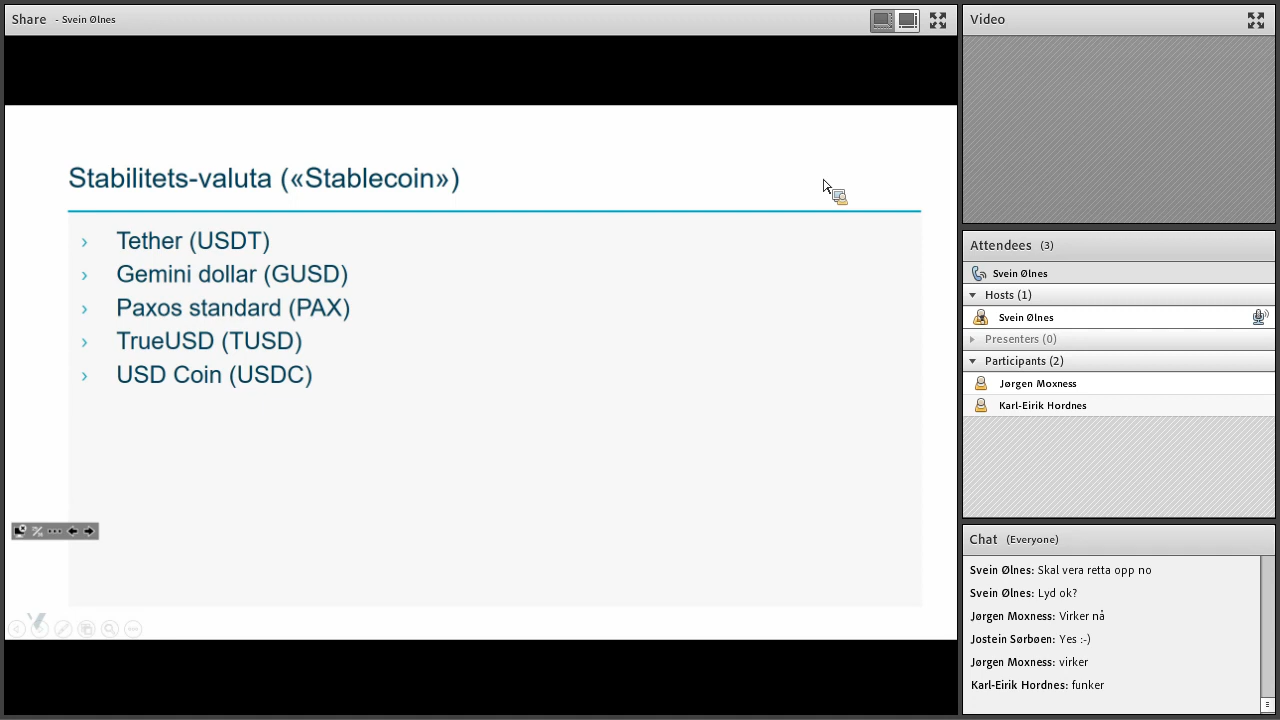 Share - Svein Ølnes
Stabilitets-valuta («Stablecoin»)
› Tether (USDT)
› Gemini dollar (GUSD)
› Paxos standard (PAX)
› TrueUSD (TUSD)
› USD Coin (USDC)
Video
Attendees (3)
Svein Ølnes
Hosts (1)
Svein Ølnes
Presenters (0)
Participants (2)
Jørgen Moxness
Karl-Eirik Hordnes
Chat (Everyone)
Svein Ølnes: Skal vera retta opp no
Svein Ølnes: Lyd ok?
Jørgen Moxness: Virker nå
Jostein Sørbøen: Yes :-)
Jørgen Moxness: virker
Karl-Eirik Hordnes: funker